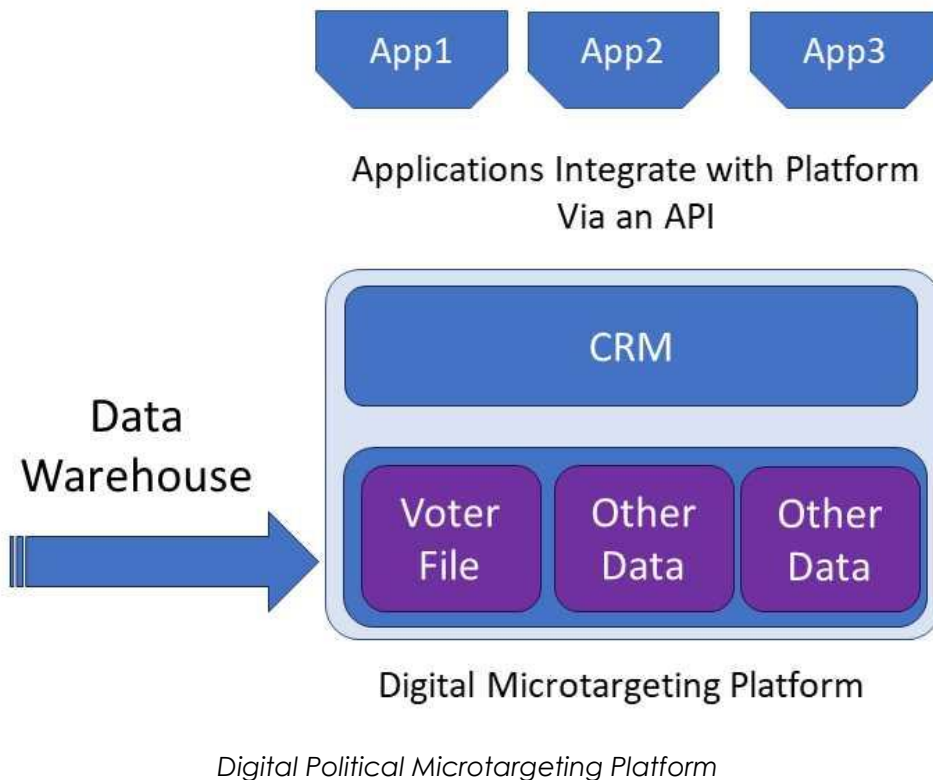 App1
App2
App3
Applications Integrate with Platform
Via an API
CRM
Data
Warehouse
Voter
File
Other
Data
Other
Data
Digital Microtargeting Platform
Digital Political Microtargeting Platform